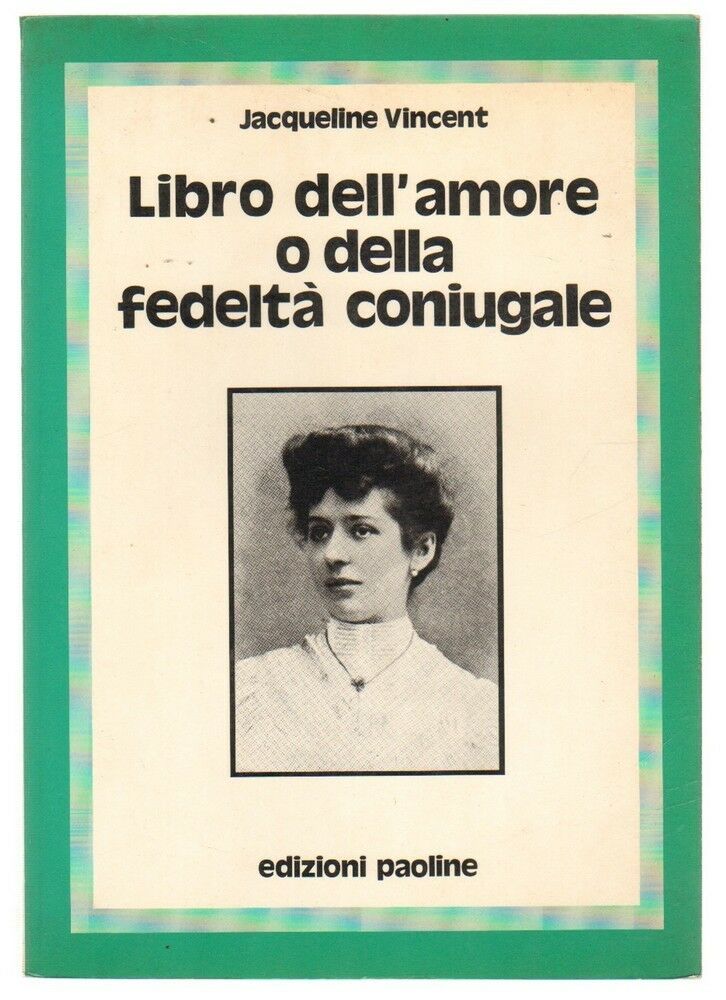 Jacqueline Vincent
Libro dell'amore
o della
fedeltà coniugale
edizioni paoline